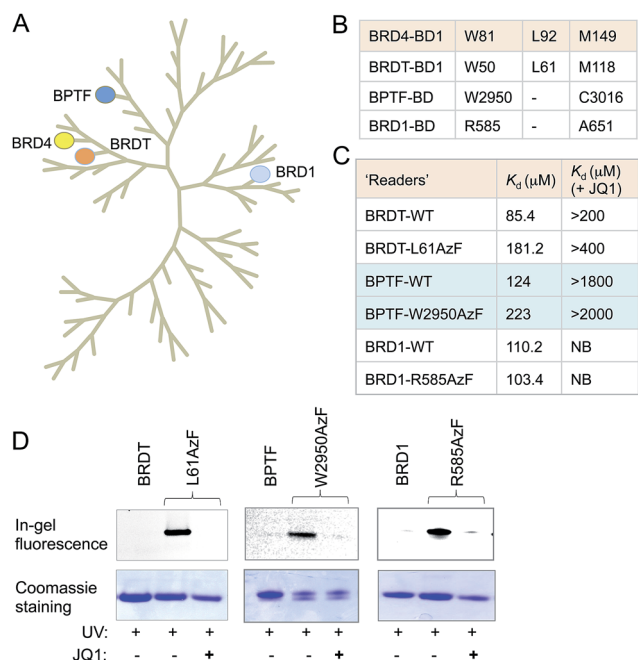 A
BPTF
BRD4
BRDT
BRD1
B
BRD4-BD1 W81 L92 M149
BRDT-BD1 W50 L61 M118
BPTF-BD W2950 - C3016
BRD1-BD R585 - A651
C
'Readers' Kd (μM) Kd (μM) (+ JQ1)
BRDT-WT 85.4 >200
BRDT-L61AzF 181.2 >400
BPTF-WT 124 >1800
BPTF-W2950AzF 223 >2000
BRD1-WT 110.2 NB
BRD1-R585AzF 103.4 NB
D
BRDT L61AzF BPTF W2950AzF BRD1 R585AzF
In-gel
fluorescence
Coomassie
staining
UV: + + + + + + + + +
JQ1: - - + - - + - - +